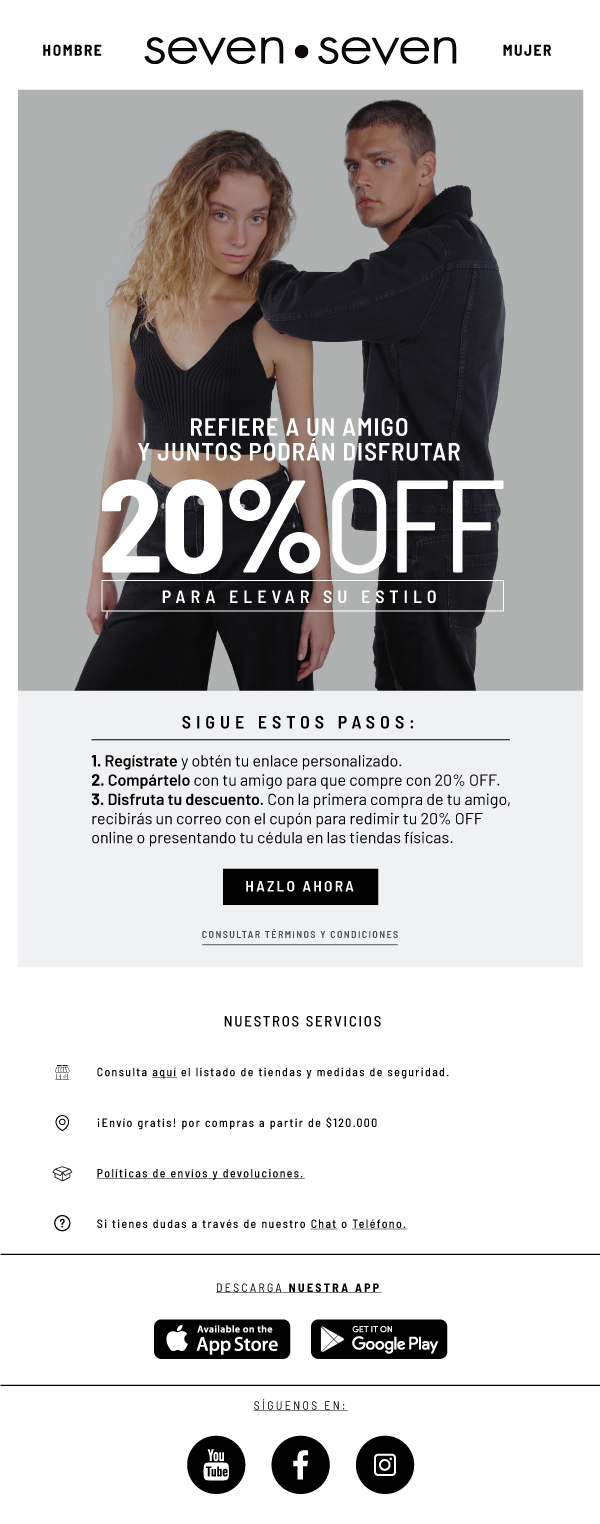 HOMBRE
seven•seven
MUJER
REFIERE A UN AMIGO
Y JUNTOS PODRÁN DISFRUTAR
20%OFF
PARA ELEVAR SU ESTILO
SIGUE ESTOS PASOS:
1. Regístrate y obtén tu enlace personalizado.
2. Compártelo con tu amigo para que compre con 20% OFF.
3. Disfruta tu descuento. Con la primera compra de tu amigo,
recibirás un correo con el cupón para redimir tu 20% OFF
online o presentando tu cédula en las tiendas físicas.
HAZLO AHORA
CONSULTAR TÉRMINOS Y CONDICIONES
NUESTROS SERVICIOS
Consulta aquí el listado de tiendas y medidas de seguridad.
¡Envío gratis! por compras a partir de $120.000
Políticas de envíos y devoluciones.
Si tienes dudas a través de nuestro Chat o Teléfono.
DESCARGA NUESTRA APP
Available on the
App Store
GET IT ON
Google Play
SÍGUENOS EN:
You
Tube